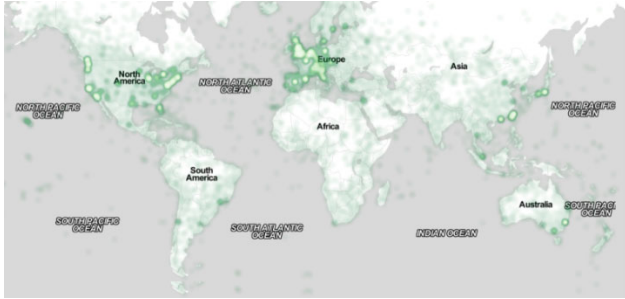 North
America
Europe
Asia
NORTH ATLANTIC
OCEAN
NORTH PACIFIC
OCEAN
NORTH PACIFIC
OCEAN
Africa
South
America
Australia
SOUTH PACI
OCEAN
SOUTH PACIFIC
OCEAN
SOUTH ATLANTIC
OCEAN
INDIAN OCEAN